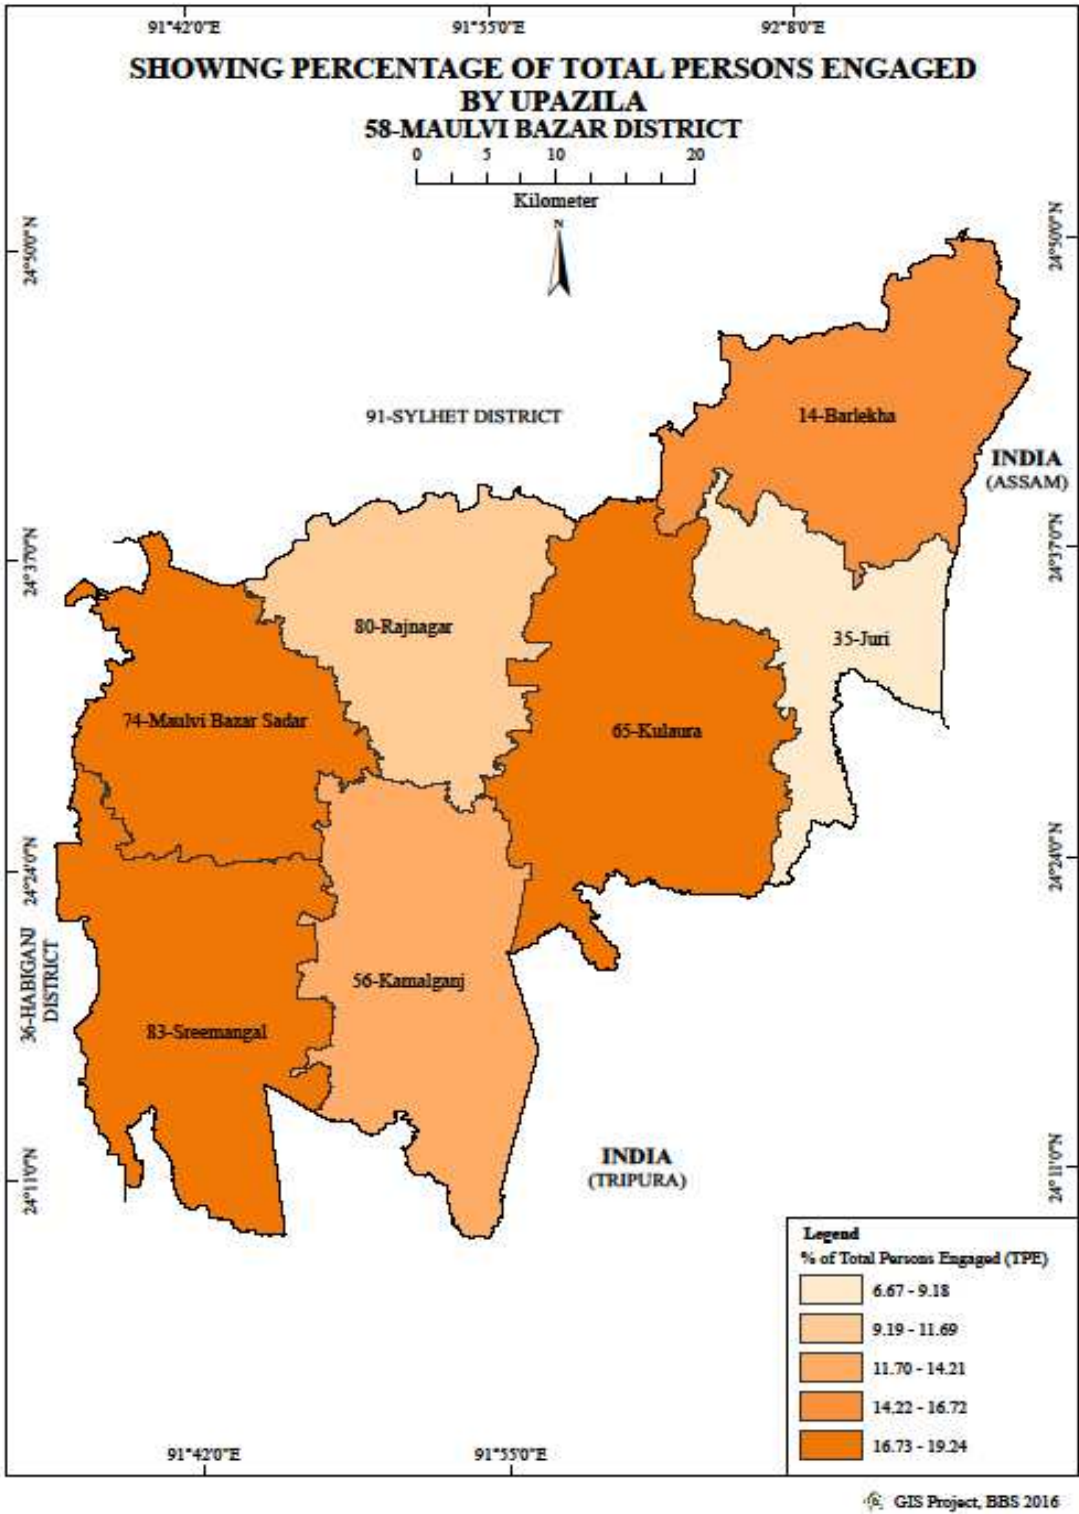 91°42'0"E 91°55'0"E 92°8'0"E
SHOWING PERCENTAGE OF TOTAL PERSONS ENGAGED
BY UPAZILA
58-MAULVI BAZAR DISTRICT
0 5 10 20
Kilometer
N
24°50'0"N 24°50'0"N
91-SYLHET DISTRICT
14-Barlekha
INDIA
(ASSAM)
24°37'0"N 24°37'0"N
80-Rajnagar
35-Juri
74-Maulvi Bazar Sadar
65-Kulaura
24°24'0"N 24°24'0"N
36-HABIGANJ
DISTRICT
56-Kamalganj
83-Sreemangal
INDIA
(TRIPURA)
24°11'0"N 24°11'0"N
Legend
% of Total Persons Engaged (TPE)
6.67 - 9.18
9.19 - 11.69
11.70 - 14.21
14.22 - 16.72
16.73 - 19.24
91°42'0"E 91°55'0"E
GIS Project, BBS 2016